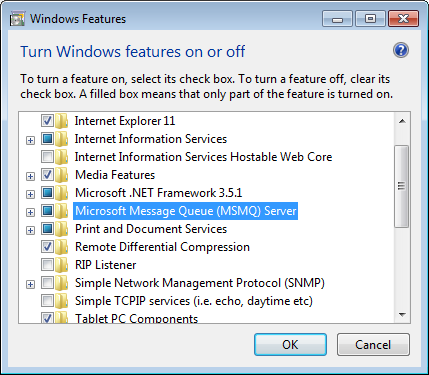 Windows Features
Turn Windows features on or off
To turn a feature on, select its check box. To turn a feature off, clear its
check box. A filled box means that only part of the feature is turned on.
Internet Explorer 11
Internet Information Services
Internet Information Services Hostable Web Core
Media Features
Microsoft .NET Framework 3.5.1
Microsoft Message Queue (MSMQ) Server
Print and Document Services
Remote Differential Compression
RIP Listener
Simple Network Management Protocol (SNMP)
Simple TCPIP services (i.e. echo, daytime etc)
Tablet PC Components
OK
Cancel